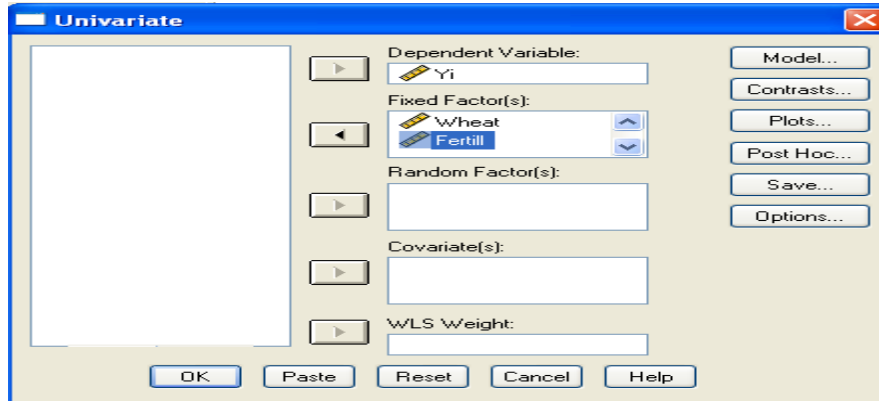 Univariate
Dependent Variable:
Yi
Fixed Factor(s):
Wheat
Fertill
Random Factor(s):
Covariate(s):
WLS Weight:
Model...
Contrasts...
Plots...
Post Hoc...
Save...
Options...
OK
Paste
Reset
Cancel
Help